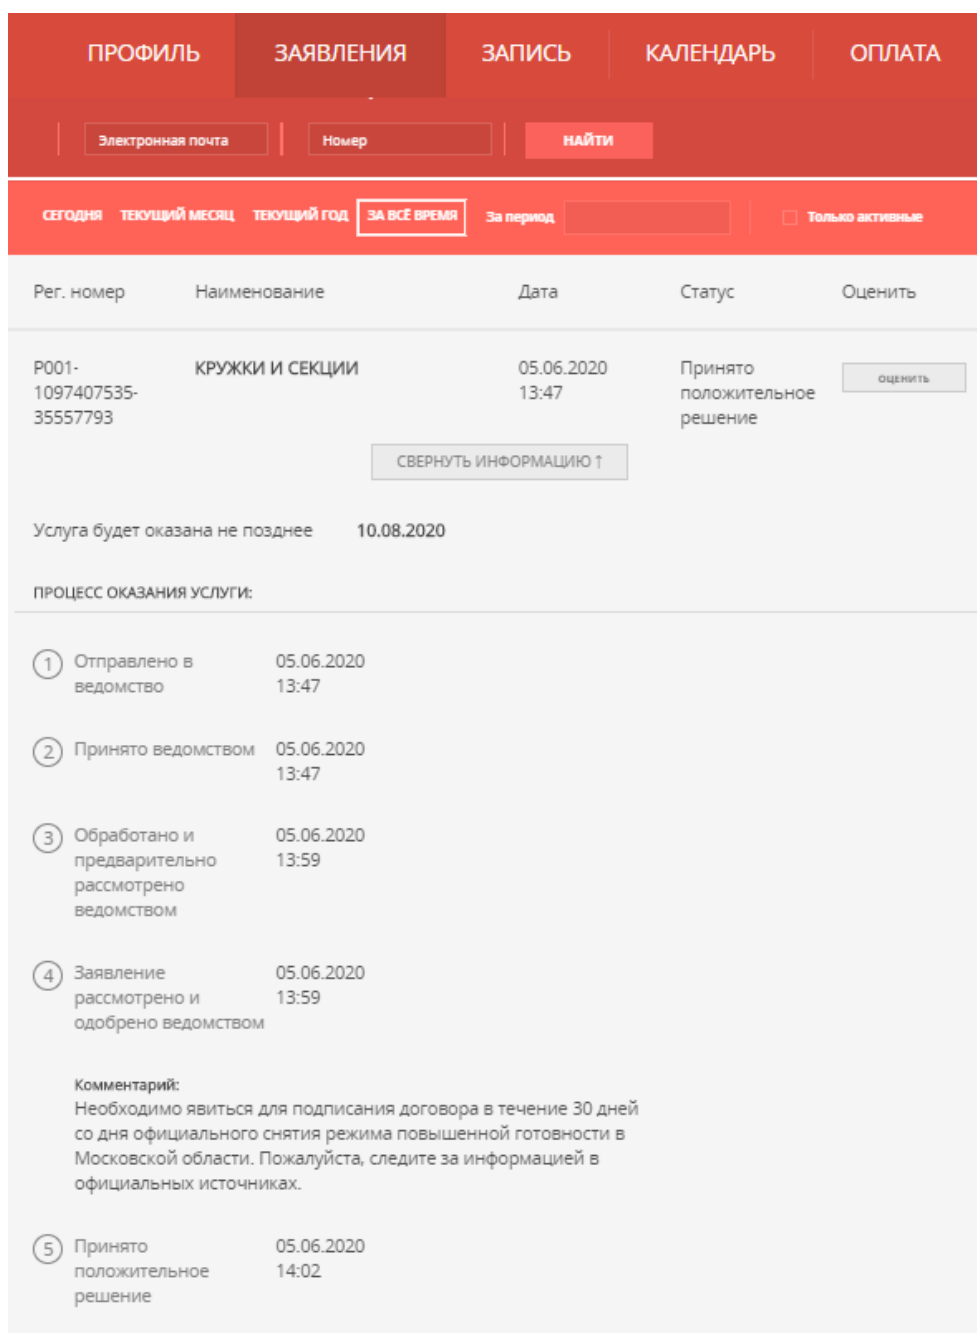 ПРОФИЛЬ ЗАЯВЛЕНИЯ ЗАПИСЬ КАЛЕНДАРЬ ОПЛАТА
Электронная почта Номер НАЙТИ
СЕГОДНЯ ТЕКУЩИЙ МЕСЯЦ ТЕКУЩИЙ ГОД ЗА ВСЁ ВРЕМЯ За период Только активные
Рег. номер Наименование Дата Статус Оценить
P001-
1097407535-
35557793
КРУЖКИ И СЕКЦИИ
05.06.2020
13:47
Принято
положительное
решение
ОЦЕНИТЬ
СВЕРНУТЬ ИНФОРМАЦИЮ ↑
Услуга будет оказана не позднее 10.08.2020
ПРОЦЕСС ОКАЗАНИЯ УСЛУГИ:
1 Отправлено в 05.06.2020
ведомство 13:47
2 Принято ведомством 05.06.2020
13:47
3 Обработано и 05.06.2020
предварительно 13:59
рассмотрено
ведомством
4 Заявление 05.06.2020
рассмотрено и 13:59
одобрено ведомством
Комментарий:
Необходимо явиться для подписания договора в течение 30 дней
со дня официального снятия режима повышенной готовности в
Московской области. Пожалуйста, следите за информацией в
официальных источниках.
5 Принято 05.06.2020
положительное 14:02
решение